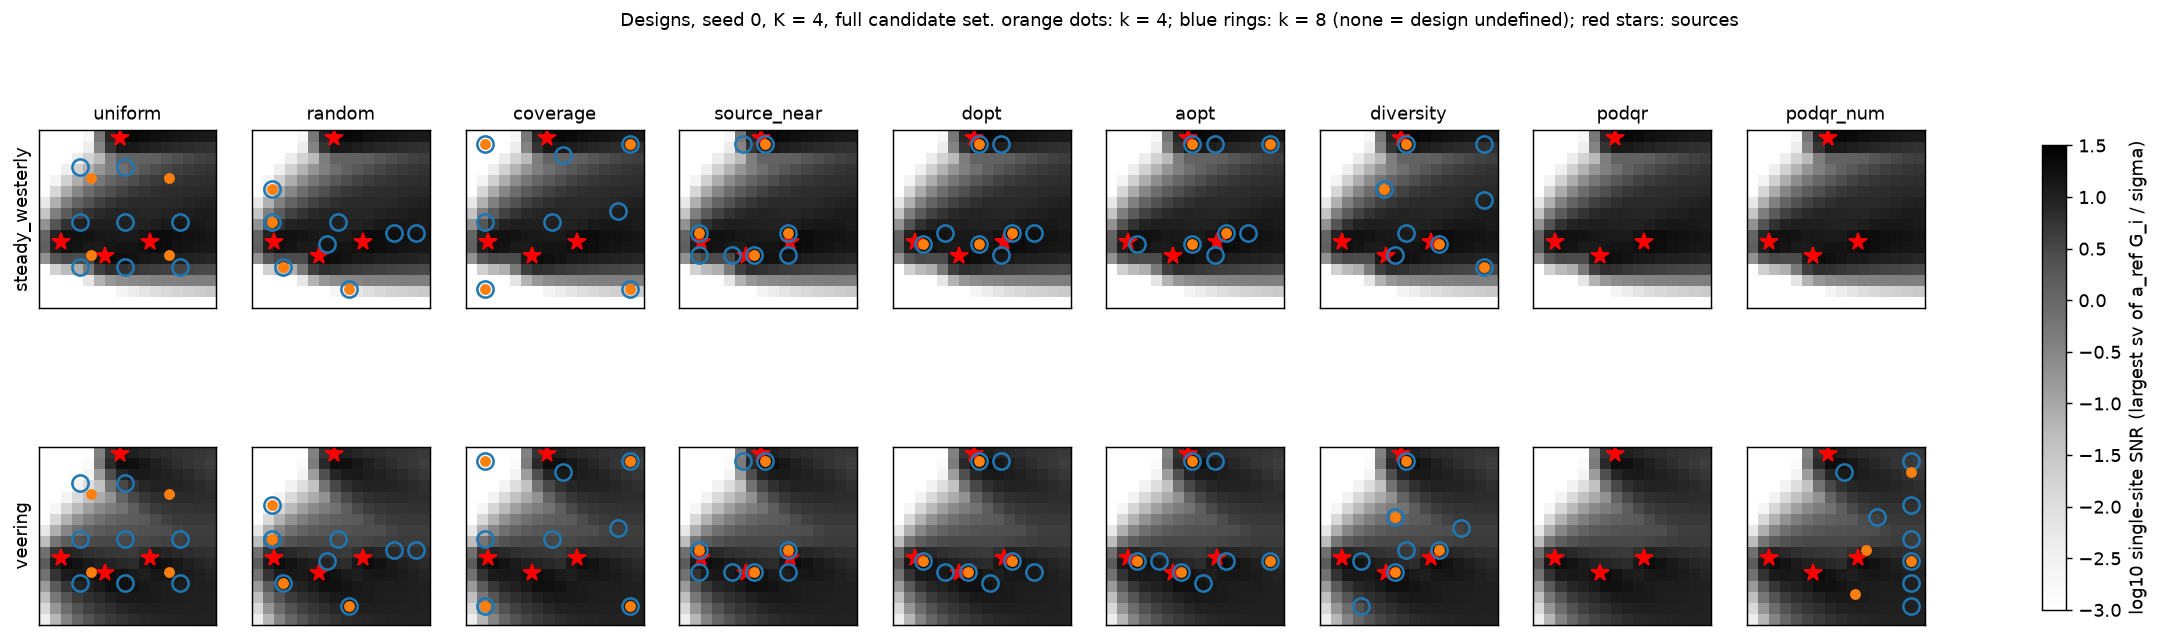 Designs, seed 0, K = 4, full candidate set. orange dots: k = 4; blue rings: k = 8 (none = design undefined); red stars: sources
uniform
random
coverage
source_near
dopt
aopt
diversity
podqr
podqr_num
steady_westerly
veering
1.5
1.0
0.5
0.0
−0.5
−1.0
−1.5
−2.0
−2.5
−3.0
log10 single-site SNR (largest sv of a_ref G_i / sigma)